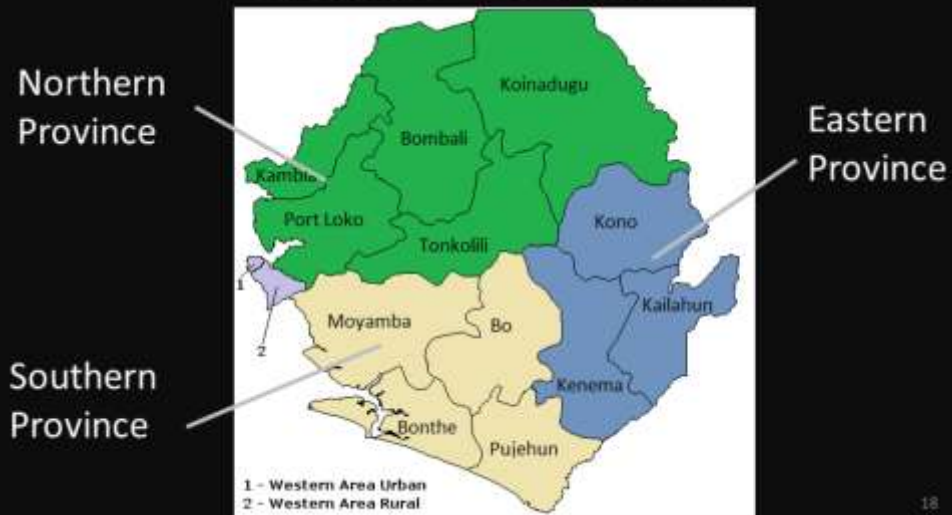 Northern
Province
Koinadugu
Bombali
Eastern
Province
Kambia
Port Loko
Kono
Tonkolili
1
Kailahun
Moyamba
Bo
2
Southern
Province
Kenema
Bonthe
Pujehun
1 - Western Area Urban
2 - Western Area Rural
18